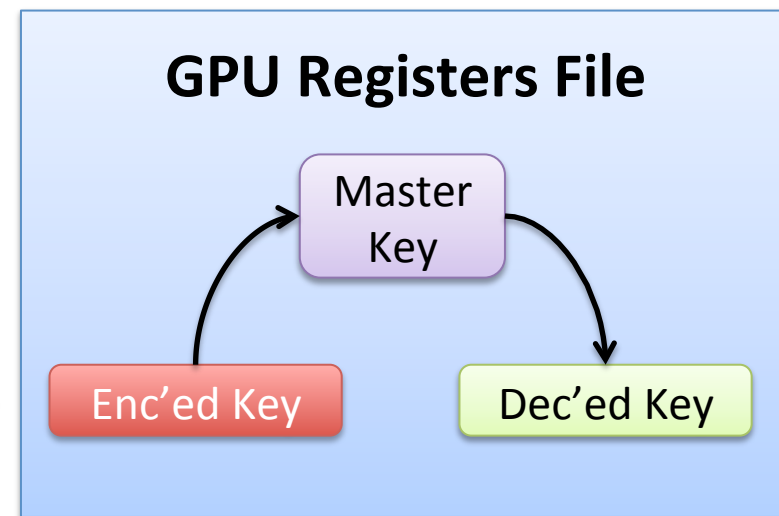 GPU Registers File
Master
Key
Enc’ed Key
Dec’ed Key